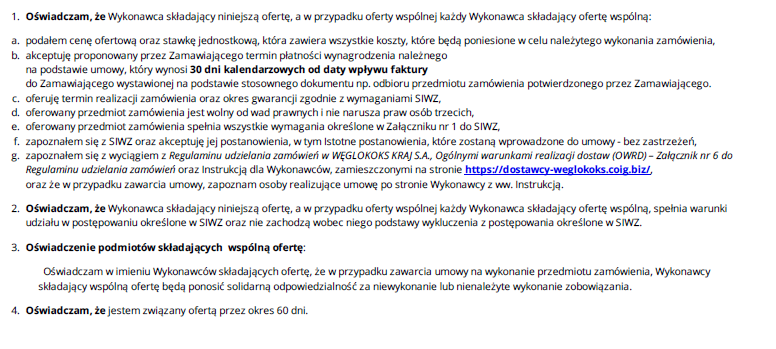 1. Oświadczam, że Wykonawca składający niniejszą ofertę, a w przypadku oferty wspólnej każdy Wykonawca składający ofertę wspólną:
a. podałem cenę ofertową oraz stawkę jednostkową, która zawiera wszystkie koszty, które będą poniesione w celu należytego wykonania zamówienia,
b. akceptuję proponowany przez Zamawiającego termin płatności wynagrodzenia należnego
na podstawie umowy, który wynosi 30 dni kalendarzowych od daty wpływu faktury
do Zamawiającego wystawionej na podstawie stosownego dokumentu np. odbioru przedmiotu zamówienia potwierdzonego przez Zamawiającego.
c. oferuję termin realizacji zamówienia oraz okres gwarancji zgodnie z wymaganiami SIWZ,
d. oferowany przedmiot zamówienia jest wolny od wad prawnych i nie narusza praw osób trzecich,
e. oferowany przedmiot zamówienia spełnia wszystkie wymagania określone w Załączniku nr 1 do SIWZ,
f. zapoznałem się z SIWZ oraz akceptuję jej postanowienia, w tym Istotne postanowienia, które zostaną wprowadzone do umowy - bez zastrzeżeń,
g. zapoznałem się z wyciągiem z Regulaminu udzielania zamówień w WĘGLOKOKS KRAJ S.A., Ogólnymi warunkami realizacji dostaw (OWRD) – Załącznik nr 6 do
Regulaminu udzielania zamówień oraz Instrukcją dla Wykonawców, zamieszczonymi na stronie https://dostawcy-weglokoks.coig.biz/,
oraz że w przypadku zawarcia umowy, zapoznam osoby realizujące umowę po stronie Wykonawcy z ww. Instrukcją.
2. Oświadczam, że Wykonawca składający niniejszą ofertę, a w przypadku oferty wspólnej każdy Wykonawca składający ofertę wspólną, spełnia warunki
udziału w postępowaniu określone w SIWZ oraz nie zachodzą wobec niego podstawy wykluczenia z postępowania określone w SIWZ.
3. Oświadczenie podmiotów składających wspólną ofertę:
Oświadczam w imieniu Wykonawców składających ofertę, że w przypadku zawarcia umowy na wykonanie przedmiotu zamówienia, Wykonawcy
składający wspólną ofertę będą ponosić solidarną odpowiedzialność za niewykonanie lub nienależyte wykonanie zobowiązania.
4. Oświadczam, że jestem związany ofertą przez okres 60 dni.